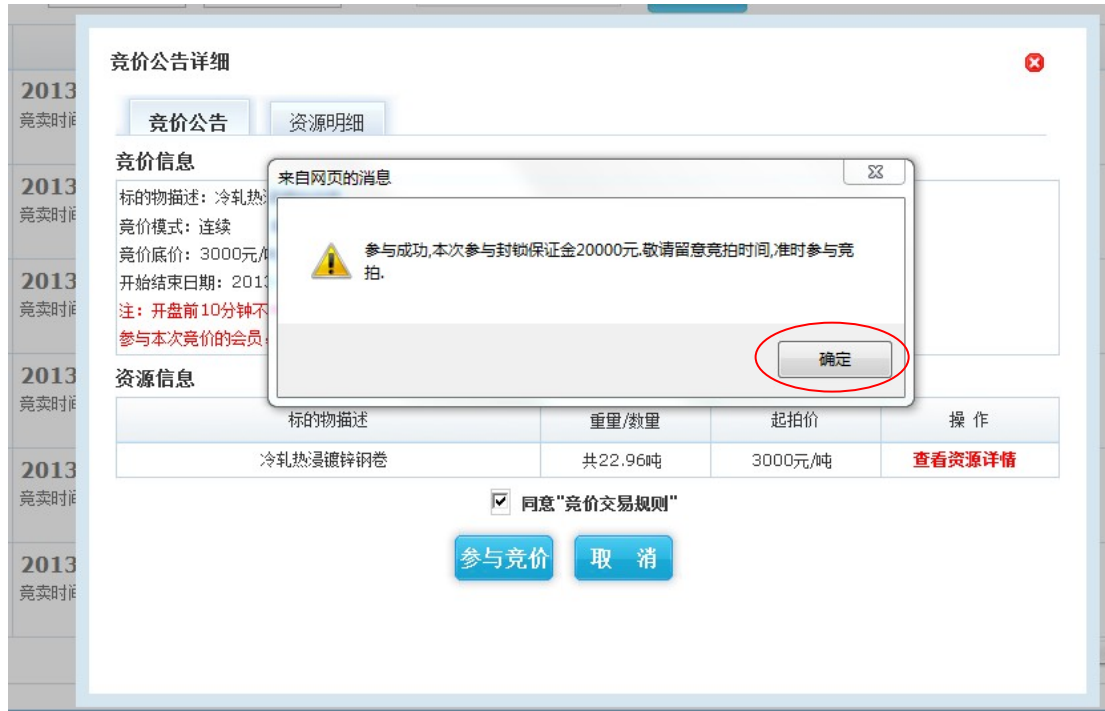 竞价公告详细
竞价公告 资源明细
竞价信息
标的物描述：冷轧热
竞价模式：连续
竞价底价：3000元/
开始结束日期：201
注：开盘前10分钟不
参与本次竞价的会员
来自网页的消息
参与成功,本次参与封锁保证金20000元.敬请留意竞拍时间,准时参与竞
拍.
确定
资源信息
标的物描述 重量/数量 起拍价 操 作
冷轧热浸镀锌钢卷 共22.96吨 3000元/吨 查看资源详情
同意"竞价交易规则"
参与竞价 取 消
2013
竞卖时间
2013
竞卖时间
2013
竞卖时间
2013
竞卖时间
2013
竞卖时间
2013
竞卖时间